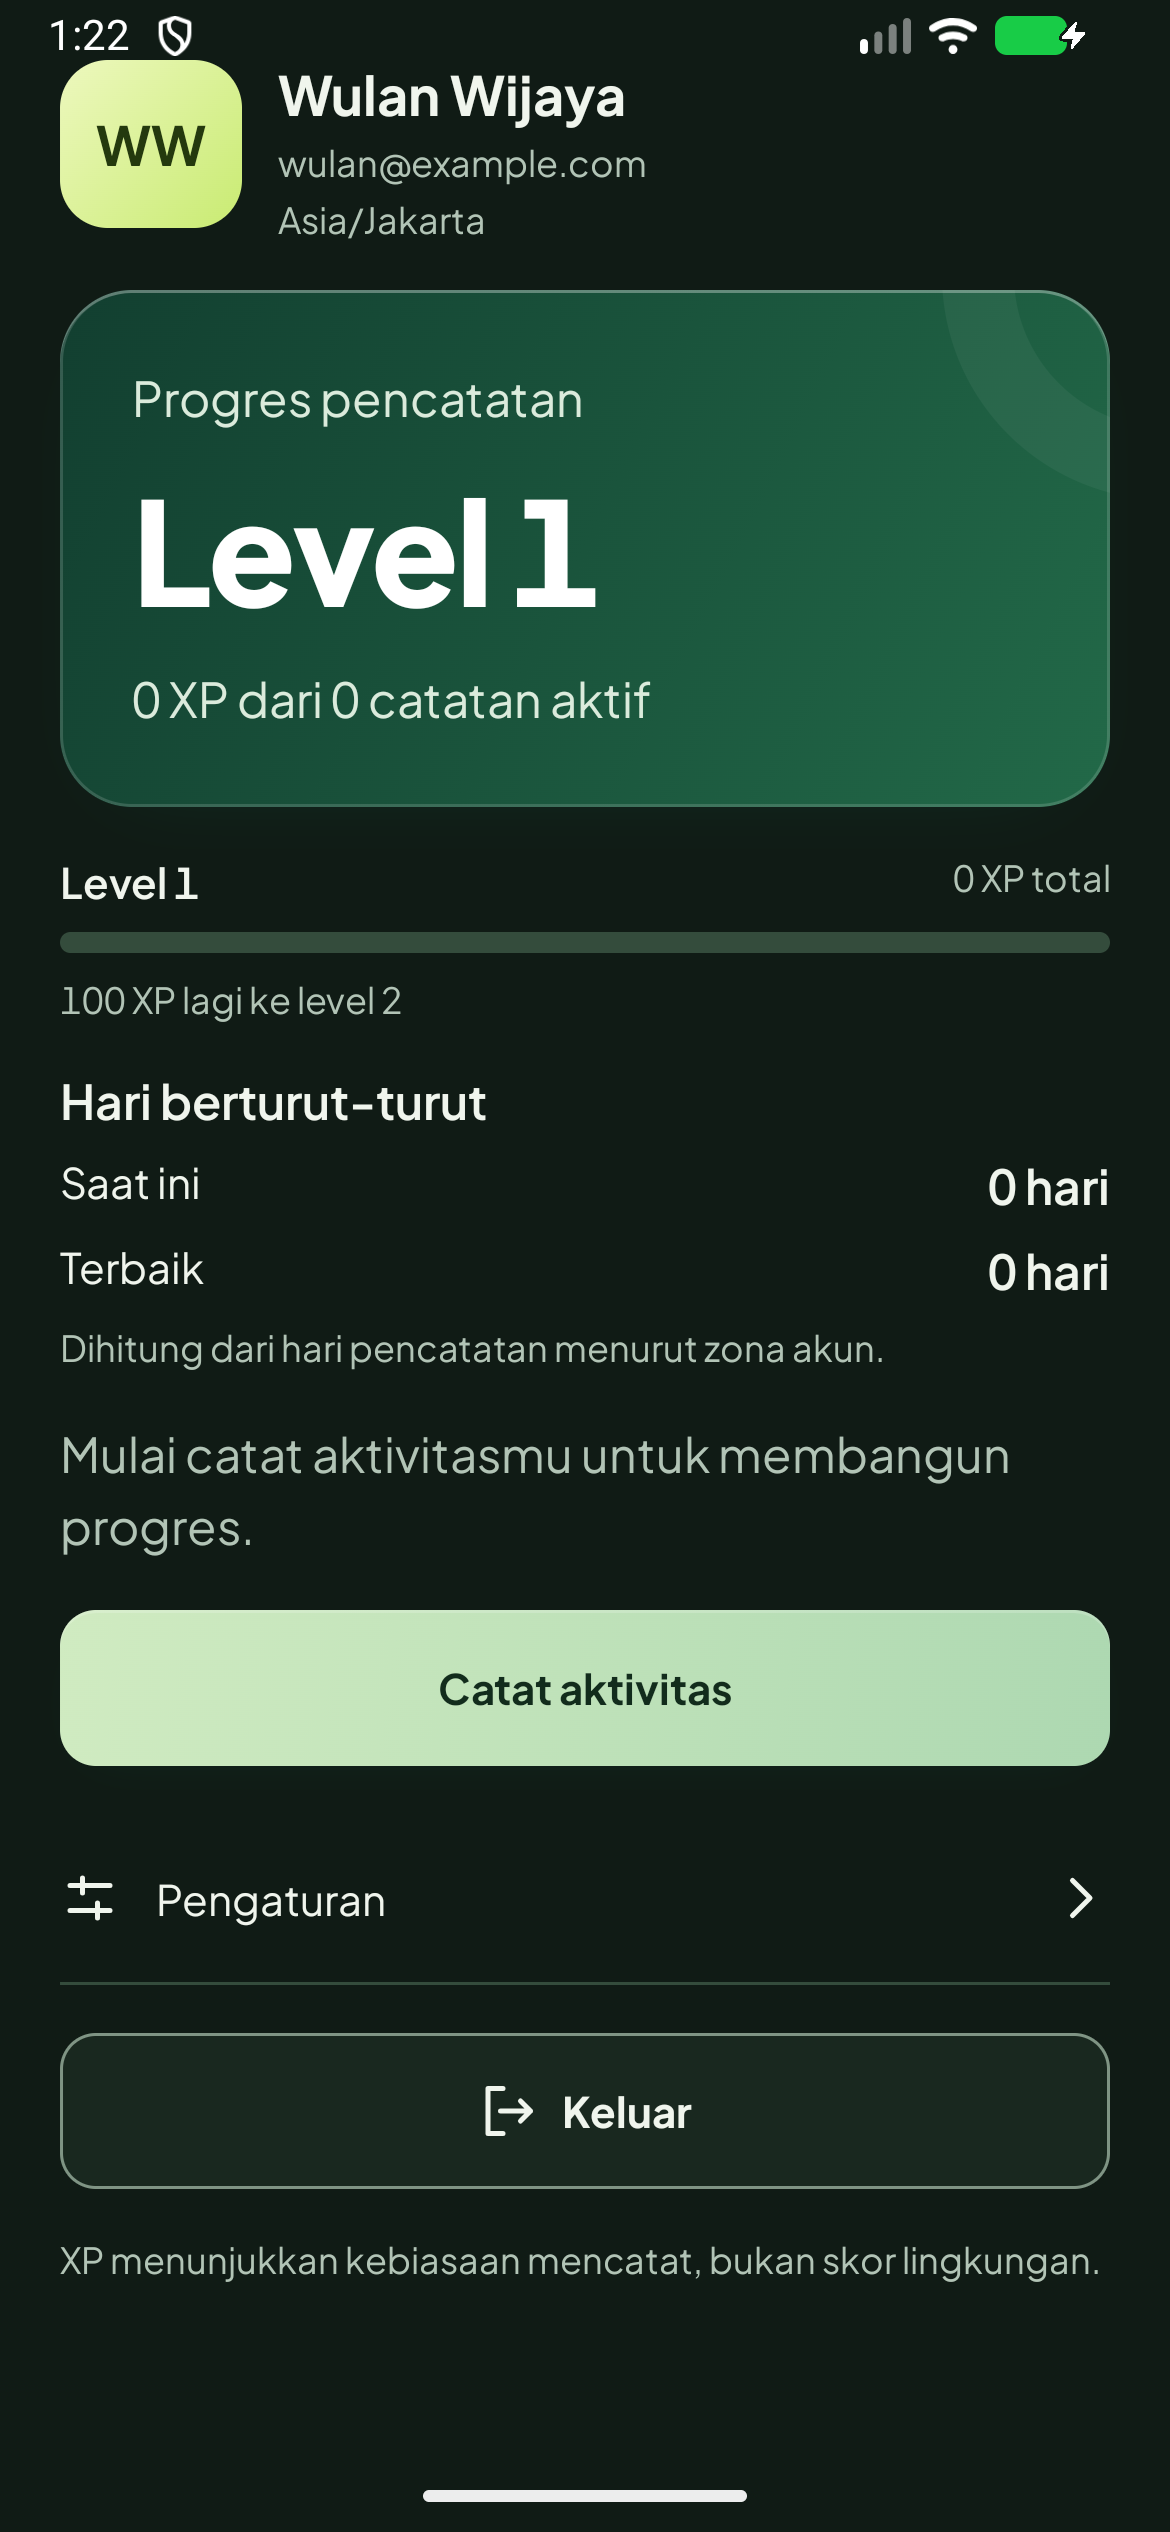 1:22
WW
Wulan Wijaya
wulan@example.com
Asia/Jakarta
Progres pencatatan
Level 1
0 XP dari 0 catatan aktif
Level 1
0 XP total
100 XP lagi ke level 2
Hari berturut-turut
Saat ini
0 hari
Terbaik
0 hari
Dihitung dari hari pencatatan menurut zona akun.
Mulai catat aktivitasmu untuk membangun
progres.
Catat aktivitas
Pengaturan
Keluar
XP menunjukkan kebiasaan mencatat, bukan skor lingkungan.